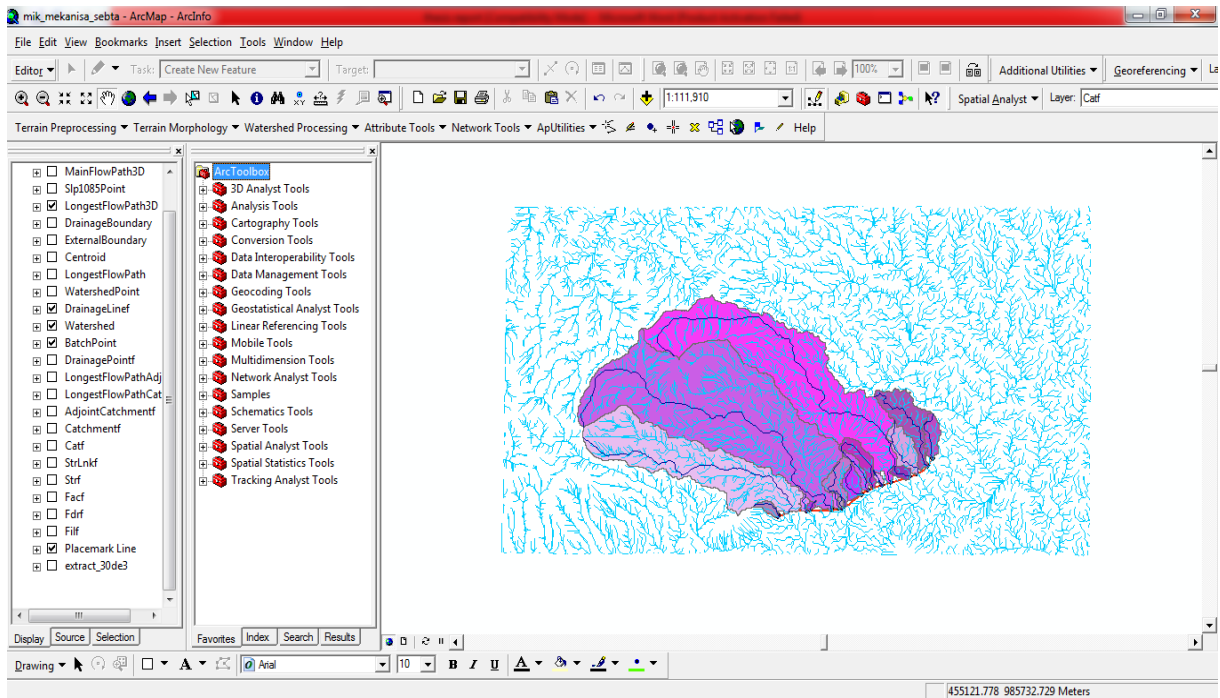 mik_mekanisa_sebta - ArcMap - ArcInfo
File Edit View Bookmarks Insert Selection Tools Window Help
Editor Task: Create New Feature Target: 100% Additional Utilities Georeferencing La
1:111,910 Spatial Analyst Layer: Catf
Terrain Preprocessing Terrain Morphology Watershed Processing Attribute Tools Network Tools ApUtilities Help
MainFlowPath3D
Slp1085Point
LongestFlowPath3D
DrainageBoundary
ExternalBoundary
Centroid
LongestFlowPath
WatershedPoint
DrainageLinef
Watershed
BatchPoint
DrainagePointf
LongestFlowPathAdj
LongestFlowPathCat
AdjointCatchmentf
Catchmentf
Catf
StrLnkf
Strf
Facf
Fdrf
Filf
Placemark Line
extract_30de3
Display Source Selection
ArcToolbox
3D Analyst Tools
Analysis Tools
Cartography Tools
Conversion Tools
Data Interoperability Tools
Data Management Tools
Geocoding Tools
Geostatistical Analyst Tools
Linear Referencing Tools
Mobile Tools
Multidimension Tools
Network Analyst Tools
Samples
Schematics Tools
Server Tools
Spatial Analyst Tools
Spatial Statistics Tools
Tracking Analyst Tools
Favorites Index Search Results
Drawing A Arial 10 B I U A
455121.778 985732.729 Meters